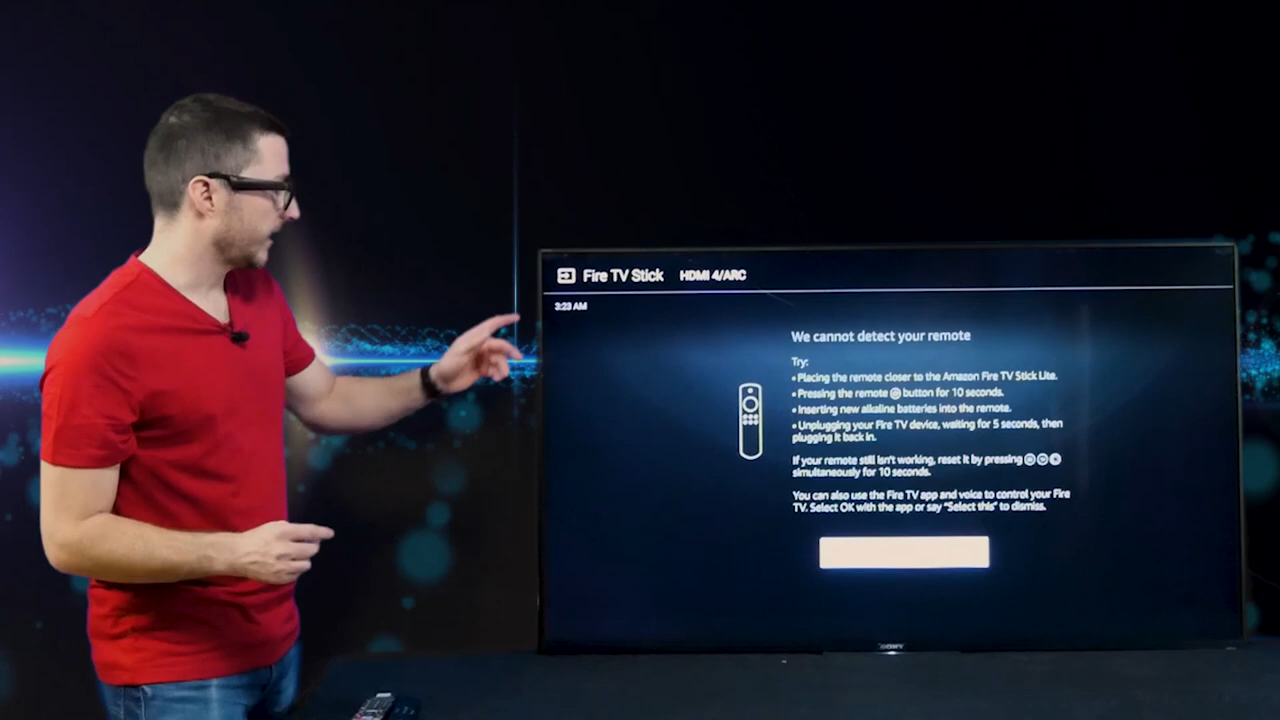 Fire TV Stick HDMI 4/ARC
3:23 AM
We cannot detect your remote
Try:
• Placing the remote closer to the Amazon Fire TV Stick Lite.
• Pressing the remote button for 10 seconds.
• Inserting new alkaline batteries into the remote.
• Unplugging your Fire TV device, waiting for 5 seconds, then
plugging it back in.
If your remote still isn't working, reset it by pressing
simultaneously for 10 seconds.
You can also use the Fire TV app and voice to control your Fire
TV. Select OK with the app or say "Select this" to dismiss.
SONY